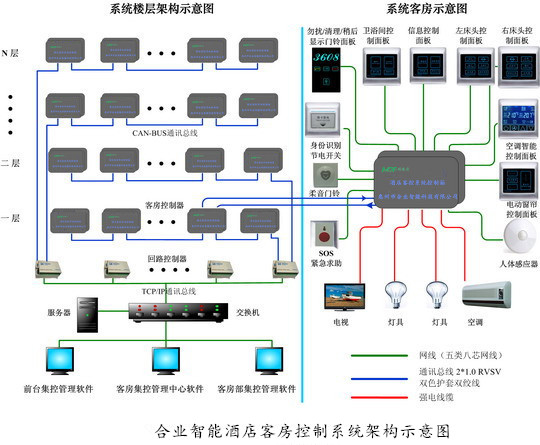 系统楼层架构示意图
N 层
CAN-BUS通讯总线
二 层
客房控制器
一 层
回路控制器
TCP/IP通讯总线
服务器
交换机
前台集控管理软件
客房集控管理中心软件
客房部集控管理软件
系统客房示意图
勿扰/清理/稍后
显示门铃面板
卫浴间控
制面板
信息控制
面板
左床头控
制面板
右床头控
制面板
3608
身份识别
节电开关
空调智能
控制面板
柔音门铃
电动窗帘
控制面板
SOS
紧急求助
人体感应器
电视
灯具
灯具
空调
网线（五类八芯网线）
通讯总线 2*1.0 RVSV
双色护套双绞线
强电线缆
合业智能酒店客房控制系统架构示意图